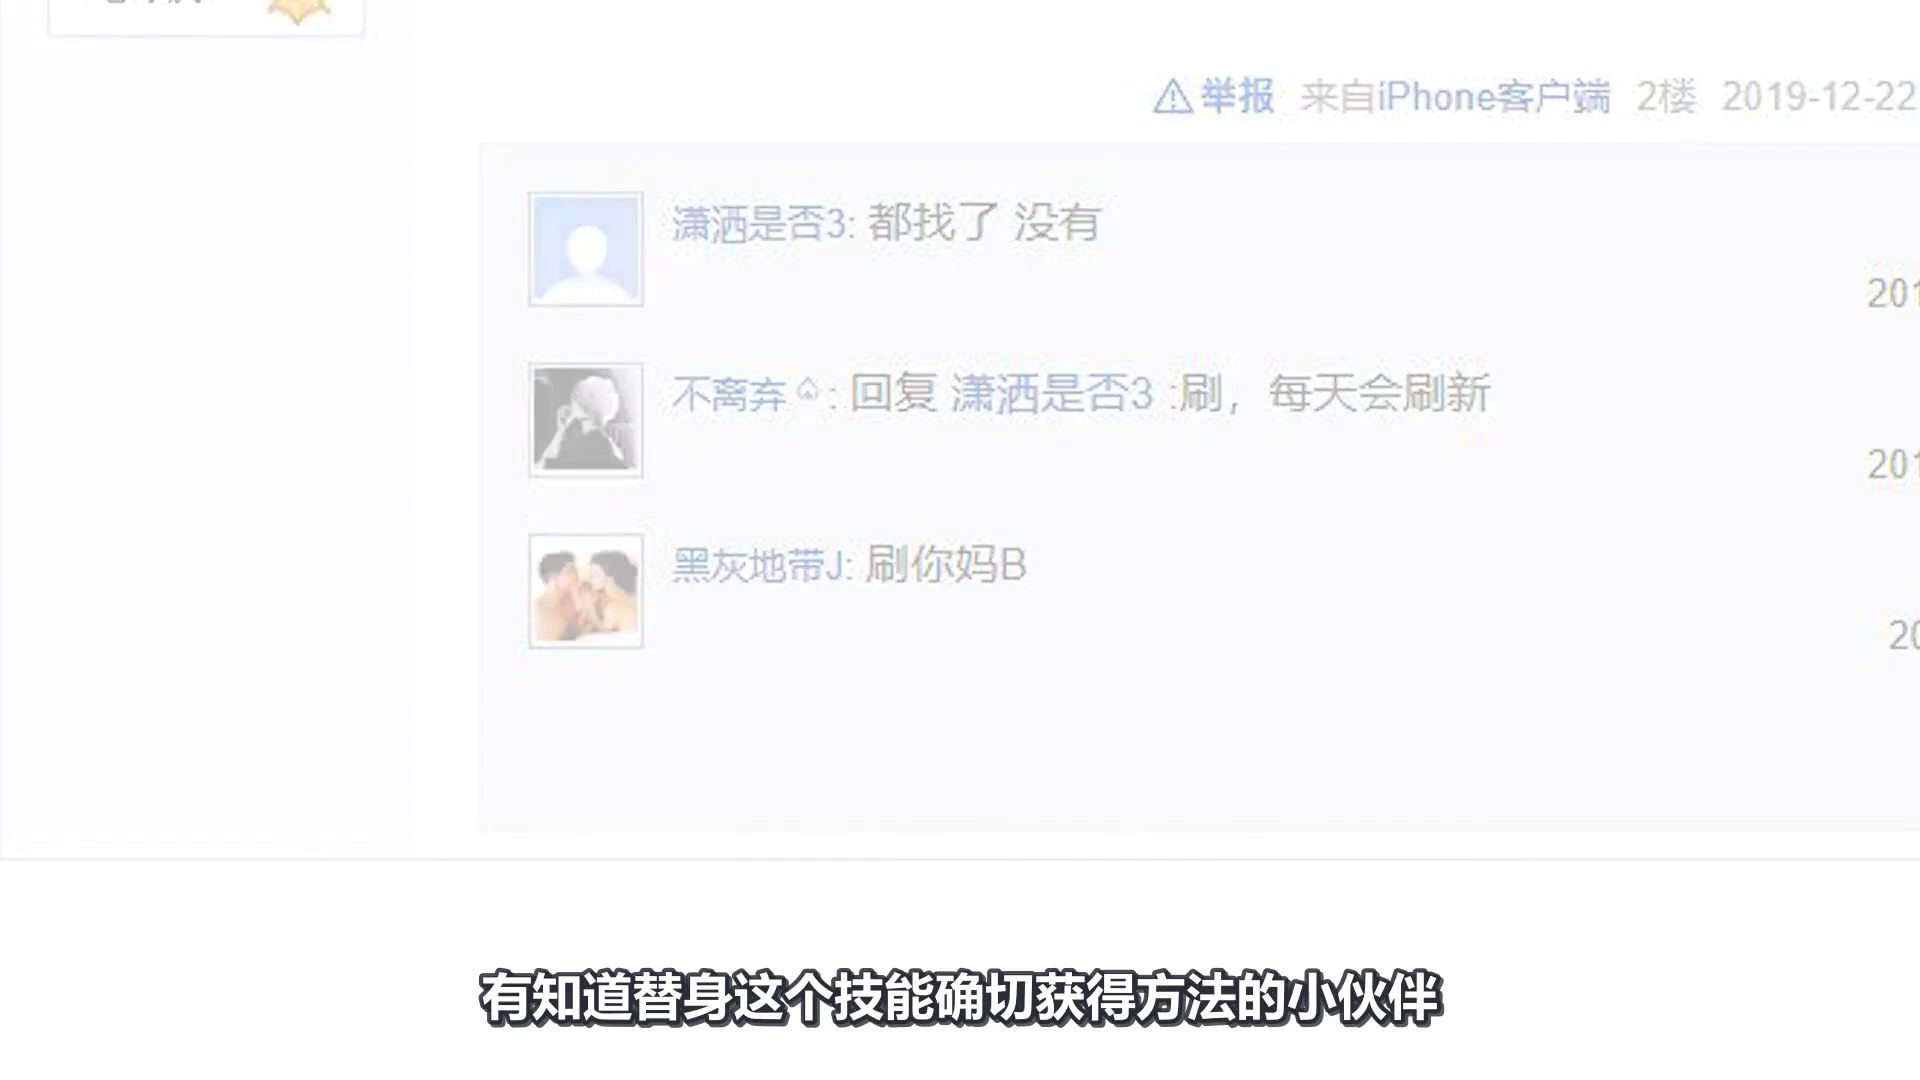 举报 来自iPhone客户端 2楼 2019-12-22
潇洒是否3: 都找了 没有
201
不离弃♤: 回复 潇洒是否3 :刷，每天会刷新
201
黑灰地带J: 刷你妈B
20
有知道替身这个技能确切获得方法的小伙伴